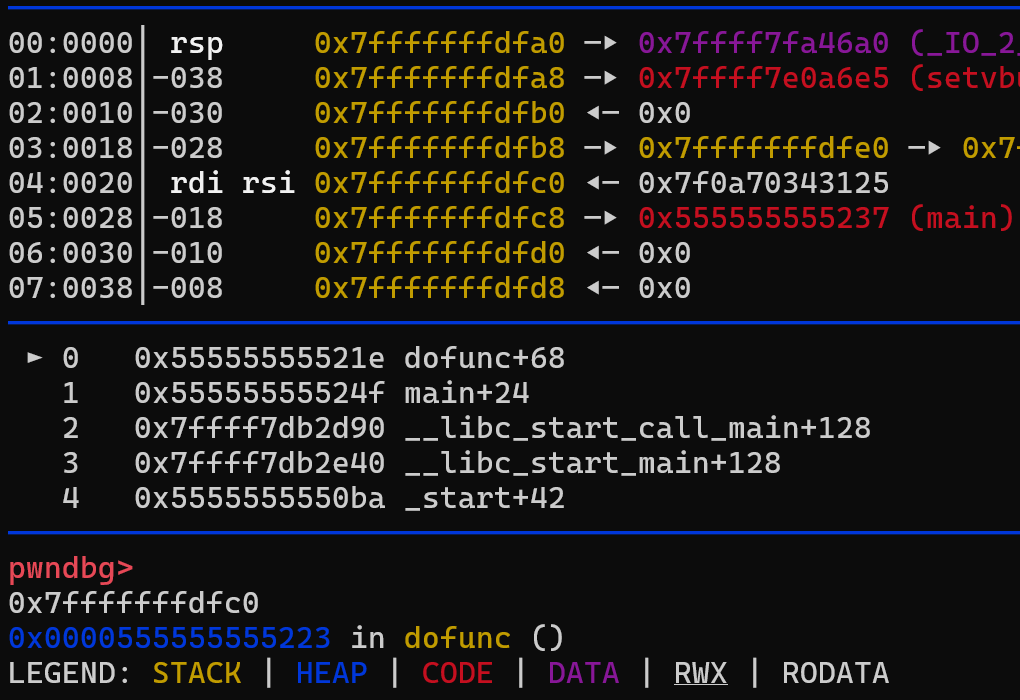 00:0000│ rsp     0x7fffffffdfa0 —▸ 0x7ffff7fa46a0 (_IO_2_
01:0008│-038     0x7fffffffdfa8 —▸ 0x7ffff7e0a6e5 (setvbu
02:0010│-030     0x7fffffffdfb0 ◂— 0x0
03:0018│-028     0x7fffffffdfb8 —▸ 0x7fffffffdfe0 —▸ 0x7f
04:0020│ rdi rsi 0x7fffffffdfc0 ◂— 0x7f0a70343125
05:0028│-018     0x7fffffffdfc8 —▸ 0x555555555237 (main)
06:0030│-010     0x7fffffffdfd0 ◂— 0x0
07:0038│-008     0x7fffffffdfd8 ◂— 0x0
► 0   0x55555555521e dofunc+68
1   0x55555555524f main+24
2   0x7ffff7db2d90 __libc_start_call_main+128
3   0x7ffff7db2e40 __libc_start_main+128
4   0x5555555550ba _start+42
pwndbg>
0x7fffffffdfc0
0x0000555555555223 in dofunc ()
LEGEND: STACK | HEAP | CODE | DATA | RWX | RODATA